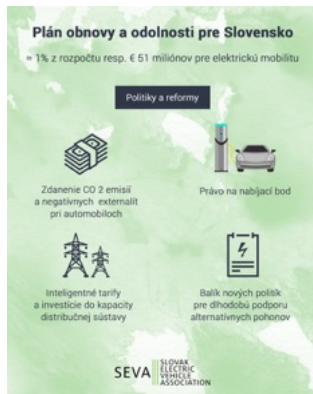 Plán obnovy a odolnosti pre Slovensko
= 1% z rozpočtu resp. € 51 miliónov pre elektrickú mobilitu
Politiky a reformy
Zdanenie CO 2 emisií
a negatívnych externalít
pri automobiloch
Právo na nabíjací bod
Inteligentné tarify
a investície do kapacity
distribučnej sústavy
Balík nových politík
pre dlhodobú podporu
alternatívnych pohonov
SEVA
SLOVAK
ELECTRIC
VEHICLE
ASSOCIATION